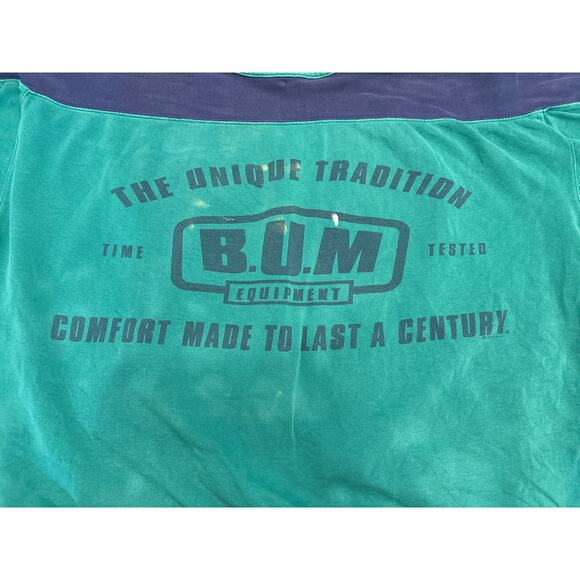 THE UNIQUE TRADITION
TIME
B.U.M
TESTED
EQUIPMENT
COMFORT MADE TO LAST A CENTURY.